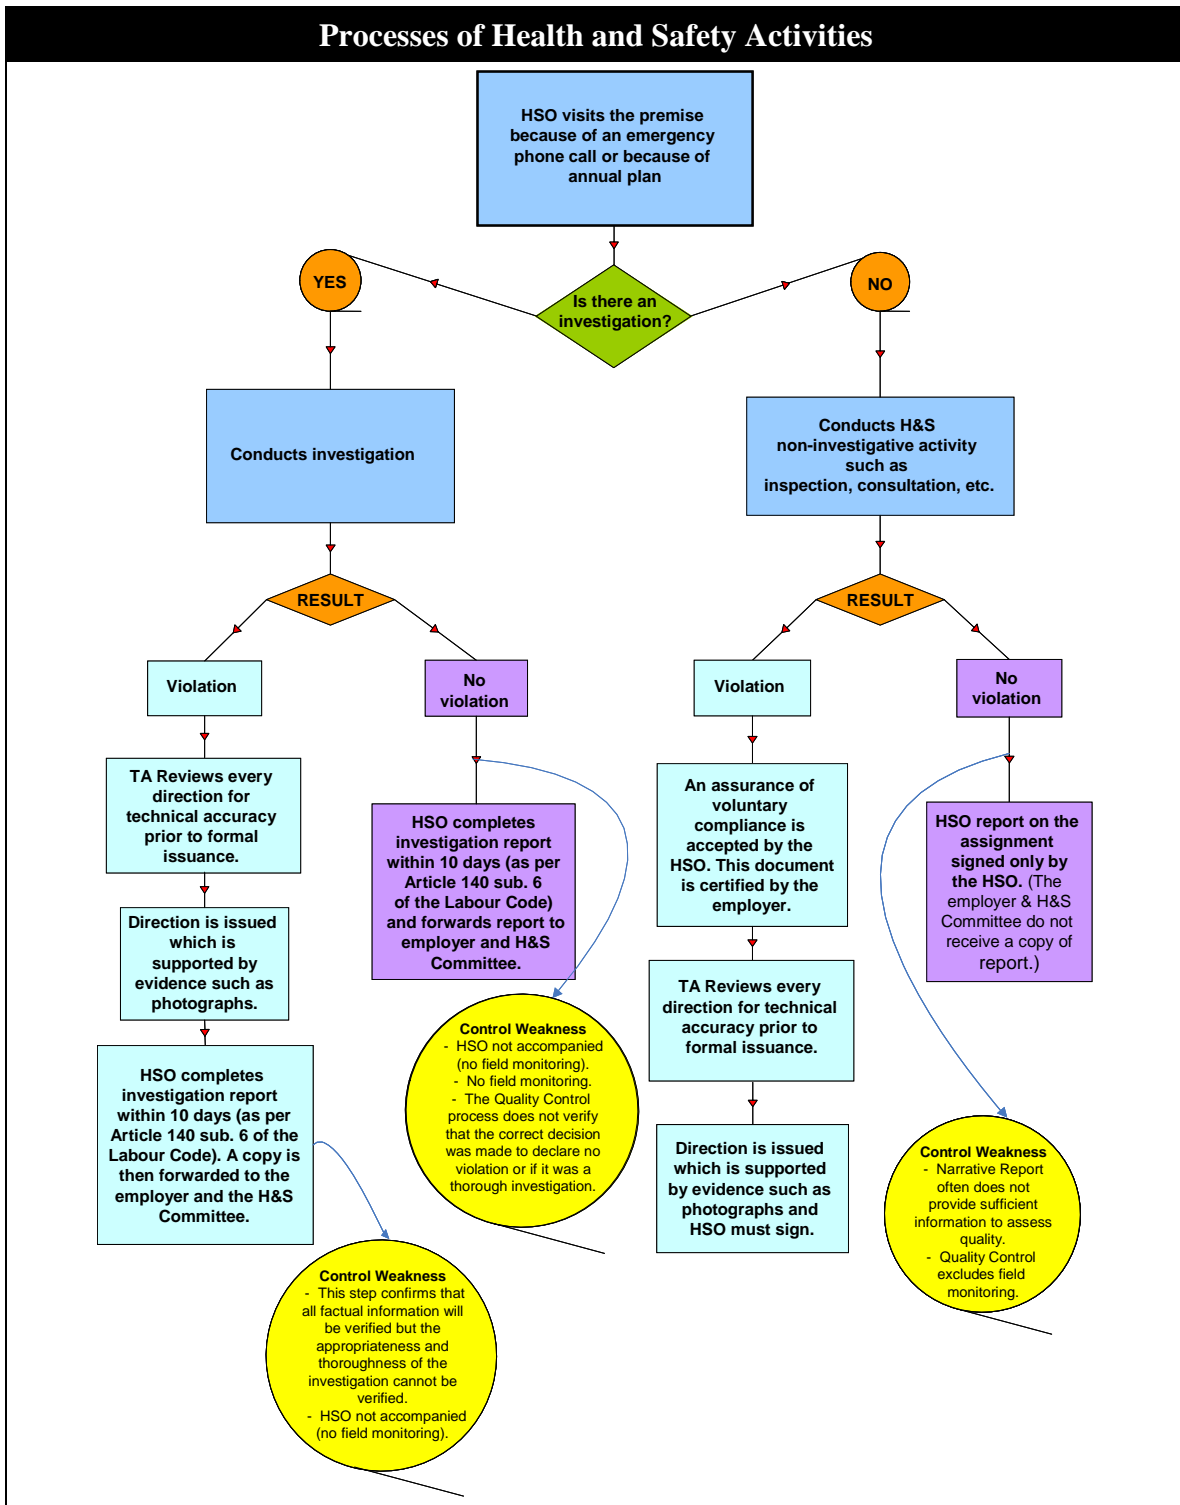 Processes of Health and Safety Activities
HSO visits the premise
because of an emergency
phone call or because of
annual plan
YES
NO
Is there an
investigation?
Conducts investigation
Conducts H&S
non-investigative activity
such as
inspection, consultation, etc.
RESULT
RESULT
Violation
No
violation
Violation
No
violation
TA Reviews every
direction for
technical accuracy
prior to formal
issuance.
Direction is issued
which is
supported by
evidence such as
photographs.
HSO completes
investigation report
within 10 days (as per
Article 140 sub. 6 of the
Labour Code). A copy is
then forwarded to the
employer and the H&S
Committee.
HSO completes
investigation report
within 10 days (as per
Article 140 sub. 6
of the Labour Code)
and forwards report to
employer and H&S
Committee.
An assurance of
voluntary
compliance is
accepted by the
HSO. This document
is certified by the
employer.
TA Reviews every
direction for technical
accuracy prior to
formal issuance.
Direction is issued
which is supported
by evidence such as
photographs and
HSO must sign.
HSO report on the
assignment
signed only by
the HSO. (The
employer & H&S
Committee do not
receive a copy of
report.)
Control Weakness
- HSO not accompanied
(no field monitoring).
- No field monitoring.
- The Quality Control
process does not verify
that the correct decision
was made to declare no
violation or if it was a
thorough investigation.
Control Weakness
- Narrative Report
often does not
provide sufficient
information to assess
quality.
- Quality Control
excludes field
monitoring.
Control Weakness
- This step confirms that
all factual information will
be verified but the
appropriateness and
thoroughness of the
investigation cannot be
verified.
- HSO not accompanied
(no field monitoring).